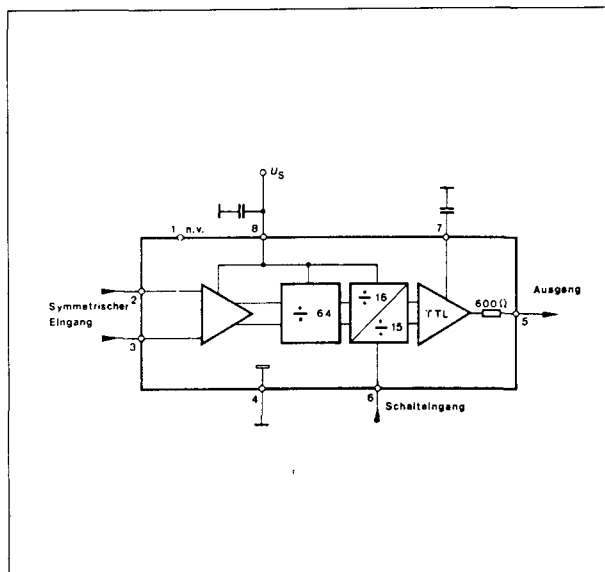 U_S
1 n.v.
8
7
2
Symmetrischer
Eingang
3
÷ 64
÷ 16
÷ 15
TTL
600 Ω
Ausgang
5
4
6
Schalteingang